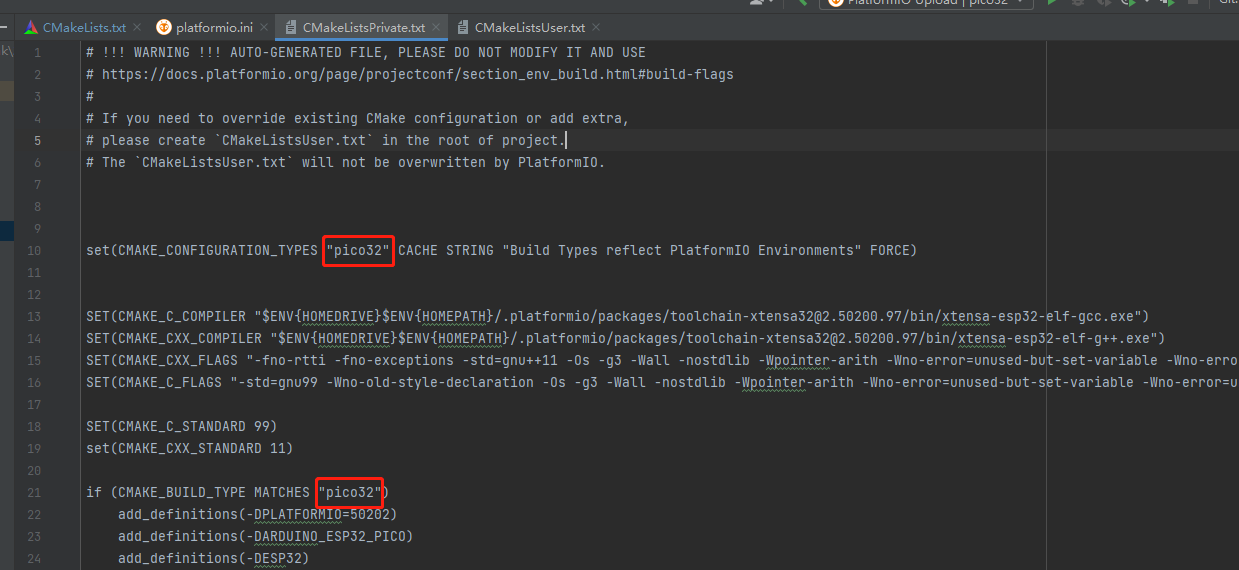 PlatformIO Upload | pico32
Git:
CMakeLists.txt platformio.ini CMakeListsPrivate.txt CMakeListsUser.txt
k\
1 # !!! WARNING !!! AUTO-GENERATED FILE, PLEASE DO NOT MODIFY IT AND USE
2 # https://docs.platformio.org/page/projectconf/section_env_build.html#build-flags
3 #
4 # If you need to override existing CMake configuration or add extra,
5 # please create `CMakeListsUser.txt` in the root of project.
6 # The `CMakeListsUser.txt` will not be overwritten by PlatformIO.
7
8
9
10 set(CMAKE_CONFIGURATION_TYPES "pico32" CACHE STRING "Build Types reflect PlatformIO Environments" FORCE)
11
12
13 SET(CMAKE_C_COMPILER "$ENV{HOMEDRIVE}$ENV{HOMEPATH}/.platformio/packages/toolchain-xtensa32@2.50200.97/bin/xtensa-esp32-elf-gcc.exe")
14 SET(CMAKE_CXX_COMPILER "$ENV{HOMEDRIVE}$ENV{HOMEPATH}/.platformio/packages/toolchain-xtensa32@2.50200.97/bin/xtensa-esp32-elf-g++.exe")
15 SET(CMAKE_CXX_FLAGS "-fno-rtti -fno-exceptions -std=gnu++11 -Os -g3 -Wall -nostdlib -Wpointer-arith -Wno-error=unused-but-set-variable -Wno-erro
16 SET(CMAKE_C_FLAGS "-std=gnu99 -Wno-old-style-declaration -Os -g3 -Wall -nostdlib -Wpointer-arith -Wno-error=unused-but-set-variable -Wno-error=u
17
18 SET(CMAKE_C_STANDARD 99)
19 set(CMAKE_CXX_STANDARD 11)
20
21 if (CMAKE_BUILD_TYPE MATCHES "pico32")
22 add_definitions(-DPLATFORMIO=50202)
23 add_definitions(-DARDUINO_ESP32_PICO)
24 add_definitions(-DESP32)